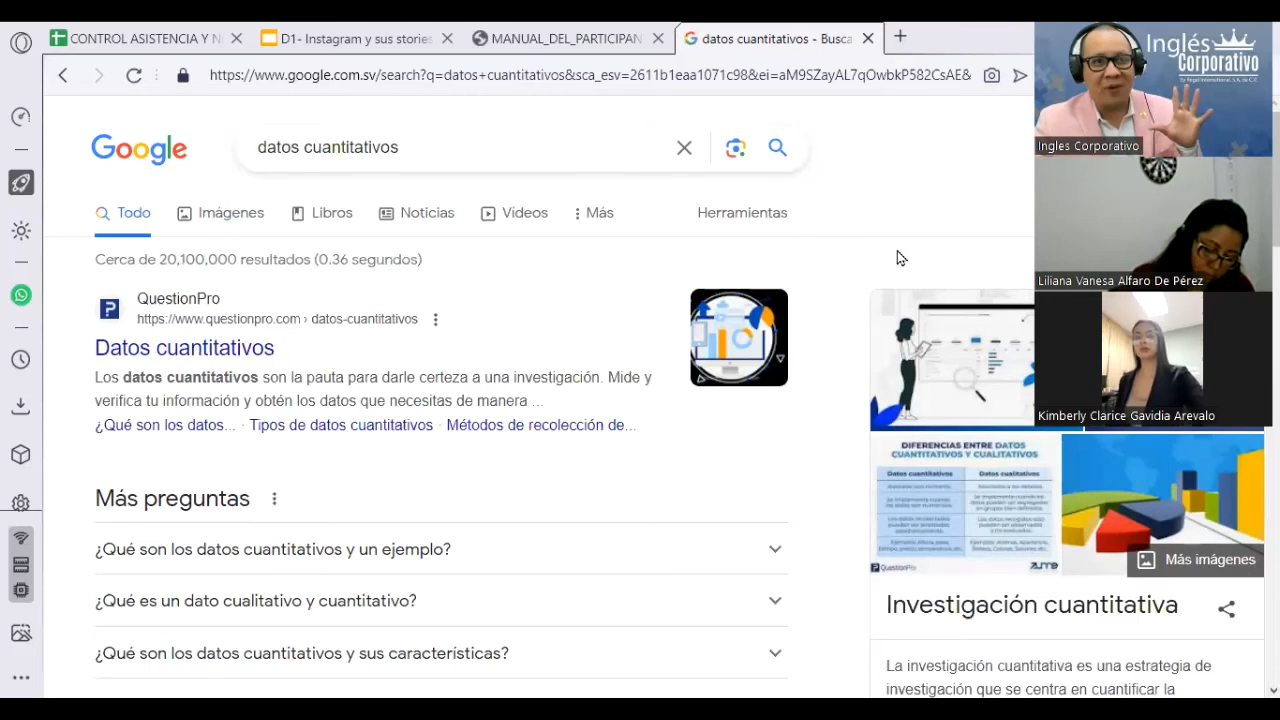 CONTROL ASISTENCIA Y N
D1- Instagram y sus stories
MANUAL_DEL_PARTICIPAN
datos cuantitativos - Busca
https://www.google.com.sv/search?q=datos+cuantitativos&sca_esv=2611b1eaa1071c98&ei=aM9SZayAL7qOwbkP582CsAE&
Google
datos cuantitativos
Todo
Imágenes
Libros
Noticias
Videos
Más
Herramientas
Cerca de 20,100,000 resultados (0.36 segundos)
QuestionPro
https://www.questionpro.com › datos-cuantitativos
Datos cuantitativos
Los datos cuantitativos son la pauta para darle certeza a una investigación. Mide y
verifica tu información y obtén los datos que necesitas de manera ...
¿Qué son los datos... · Tipos de datos cuantitativos · Métodos de recolección de...
Más preguntas
¿Qué son los datos cuantitativos y un ejemplo?
¿Qué es un dato cualitativo y cuantitativo?
¿Qué son los datos cuantitativos y sus características?
Inglés
Corporativo
Ingles Corporativo
Liliana Vanesa Alfaro De Pérez
Kimberly Clarice Gavidia Arevalo
DIFERENCIAS ENTRE DATOS
CUANTITATIVOS Y CUALITATIVOS
Datos cuantitativos
Datos cualitativos
QuestionPro
Más imágenes
Investigación cuantitativa
La investigación cuantitativa es una estrategia de
investigación que se centra en cuantificar la